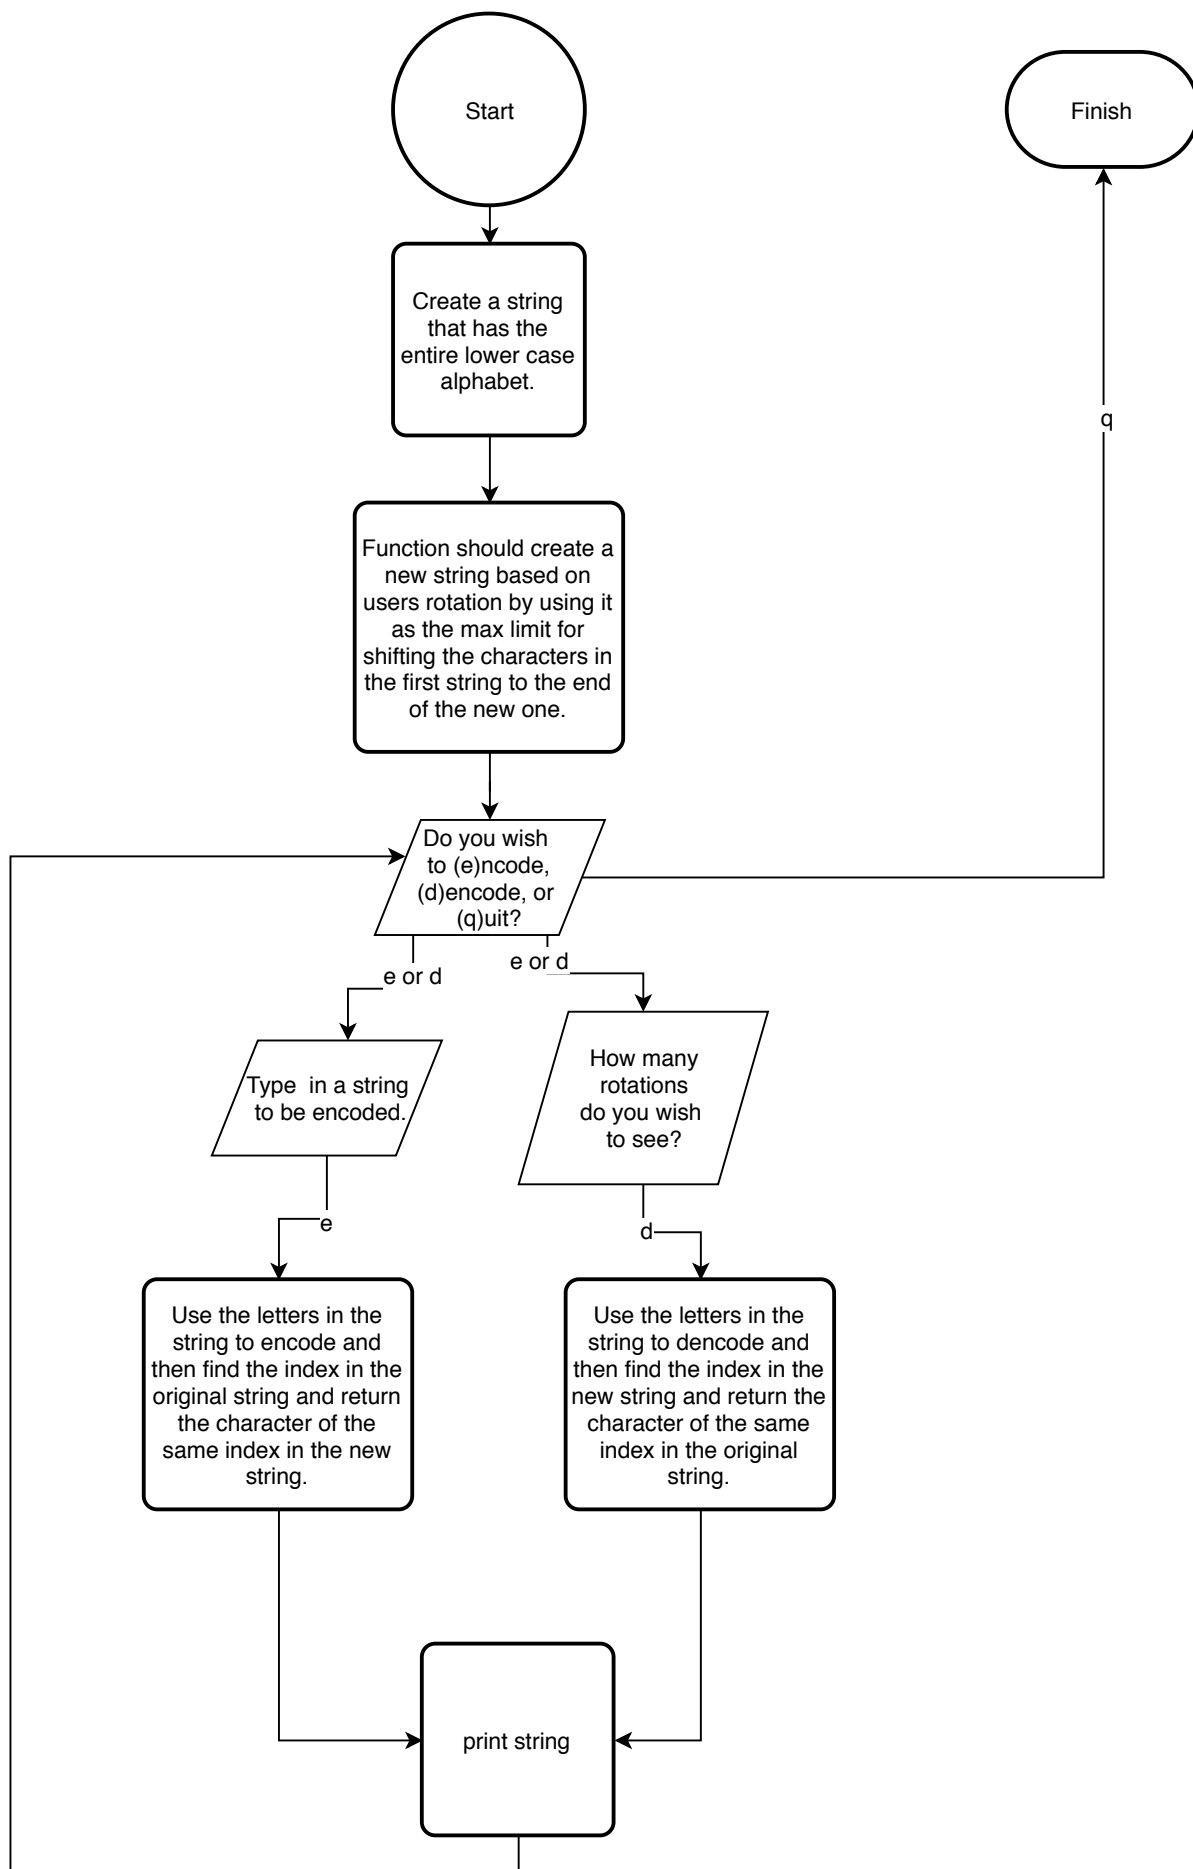 Start
Finish
Create a string
that has the
entire lower case
alphabet.
q
Function should create a
new string based on
users rotation by using it
as the max limit for
shifting the characters in
the first string to the end
of the new one.
Do you wish
to (e)ncode,
(d)encode, or
(q)uit?
e or d
e or d
Type in a string
to be encoded.
How many
rotations
do you wish
to see?
e
d
Use the letters in the
string to encode and
then find the index in the
original string and return
the character of the
same index in the new
string.
Use the letters in the
string to dencode and
then find the index in the
new string and return the
character of the same
index in the original
string.
print string